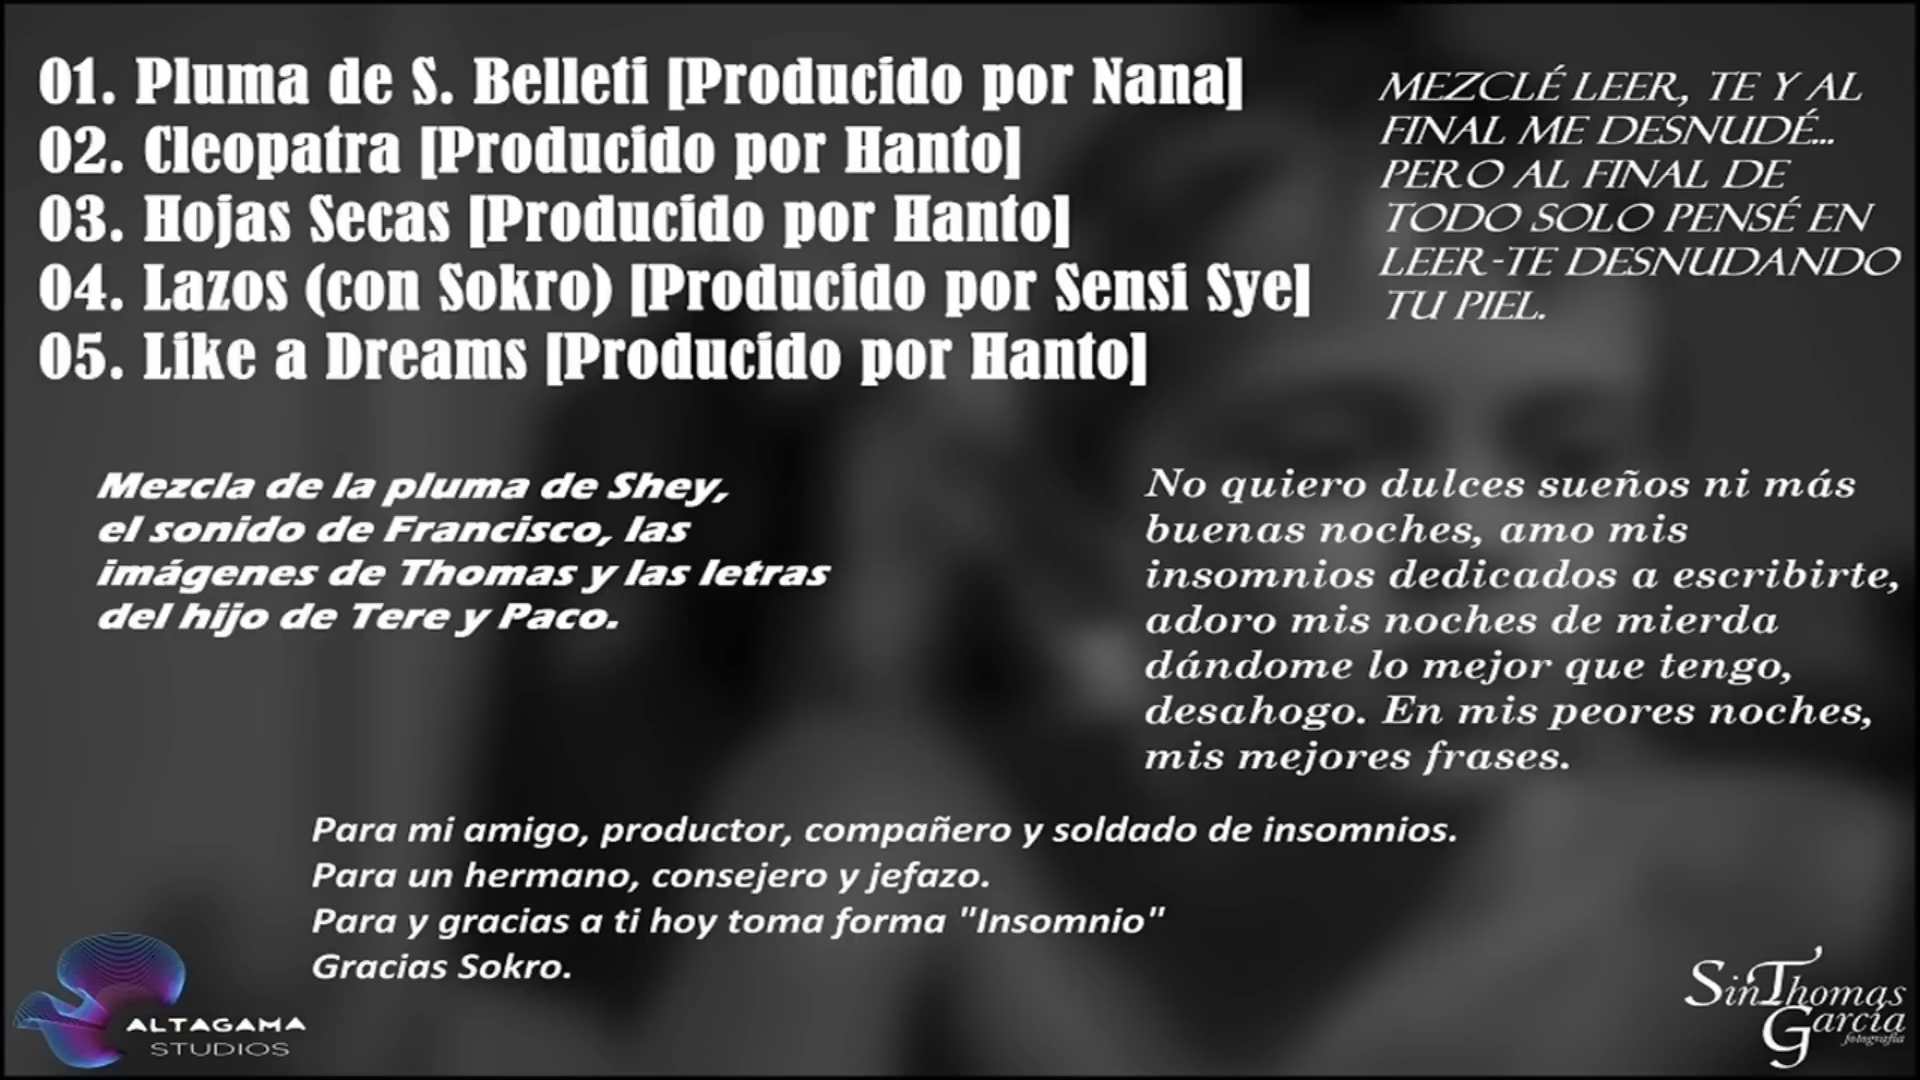 01. Pluma de S. Belleti [Producido por Nana]
02. Cleopatra [Producido por Hanto]
03. Hojas Secas [Producido por Hanto]
04. Lazos (con Sokro) [Producido por Sensi Sye]
05. Like a Dreams [Producido por Hanto]
MEZCLÉ LEER, TE Y AL
FINAL ME DESNUDÉ...
PERO AL FINAL DE
TODO SOLO PENSÉ EN
LEER-TE DESNUDANDO
TU PIEL.
Mezcla de la pluma de Shey,
el sonido de Francisco, las
imágenes de Thomas y las letras
del hijo de Tere y Paco.
No quiero dulces sueños ni más
buenas noches, amo mis
insomnios dedicados a escribirte,
adoro mis noches de mierda
dándome lo mejor que tengo,
desahogo. En mis peores noches,
mis mejores frases.
Para mi amigo, productor, compañero y soldado de insomnios.
Para un hermano, consejero y jefazo.
Para y gracias a ti hoy toma forma "Insomnio"
Gracias Sokro.
ALTAGAMA
STUDIOS
SinThomas
García
fotografía